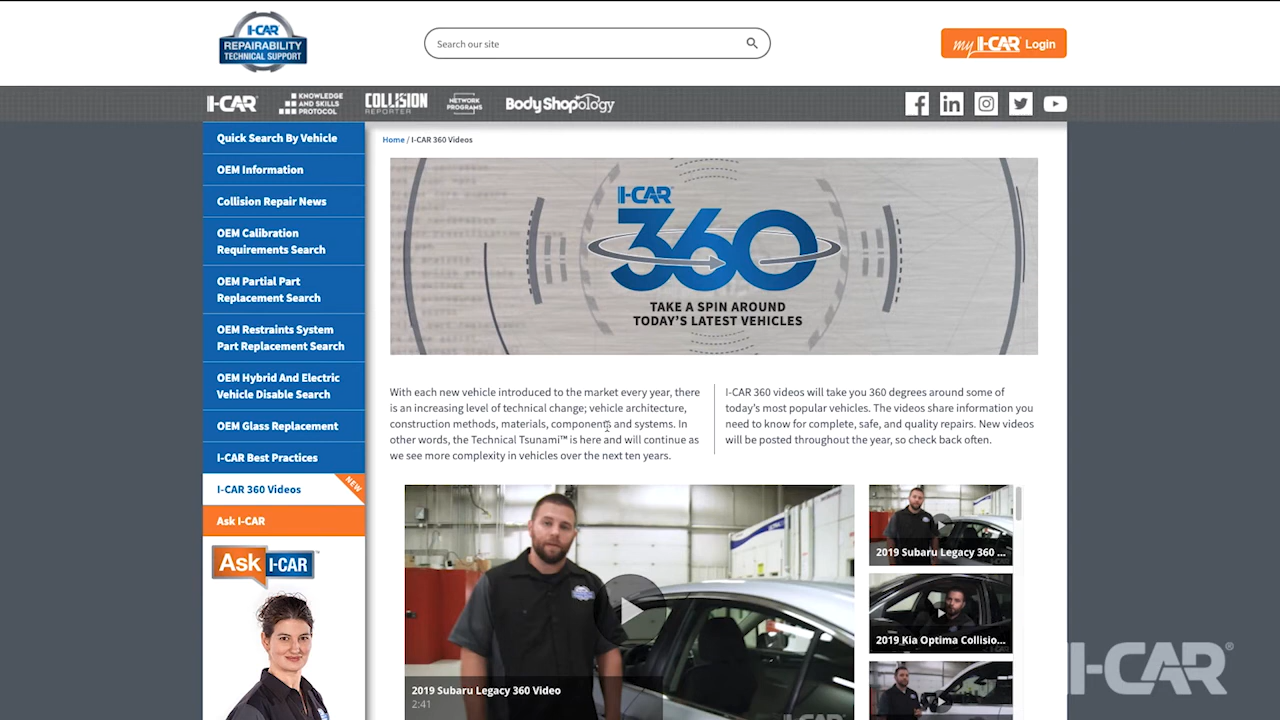 I-CAR
REPAIRABILITY
TECHNICAL SUPPORT
Search our site
my I-CAR Login
I-CAR
KNOWLEDGE
AND SKILLS
PROTOCOL
COLLISION
REPORTER
NETWORK
PROGRAMS
BodyShopology
Quick Search By Vehicle
OEM Information
Collision Repair News
OEM Calibration
Requirements Search
OEM Partial Part
Replacement Search
OEM Restraints System
Part Replacement Search
OEM Hybrid And Electric
Vehicle Disable Search
OEM Glass Replacement
I-CAR Best Practices
I-CAR 360 Videos
NEW
Ask I-CAR
Ask I-CAR™
Home / I-CAR 360 Videos
I-CAR
360
TAKE A SPIN AROUND
TODAY'S LATEST VEHICLES
With each new vehicle introduced to the market every year, there
is an increasing level of technical change; vehicle architecture,
construction methods, materials, components and systems. In
other words, the Technical Tsunami™ is here and will continue as
we see more complexity in vehicles over the next ten years.
I-CAR 360 videos will take you 360 degrees around some of
today's most popular vehicles. The videos share information you
need to know for complete, safe, and quality repairs. New videos
will be posted throughout the year, so check back often.
2019 Subaru Legacy 360 Video
2:41
I-CAR
2019 Subaru Legacy 360 ...
2019 Kia Optima Collisio...
I-CAR®